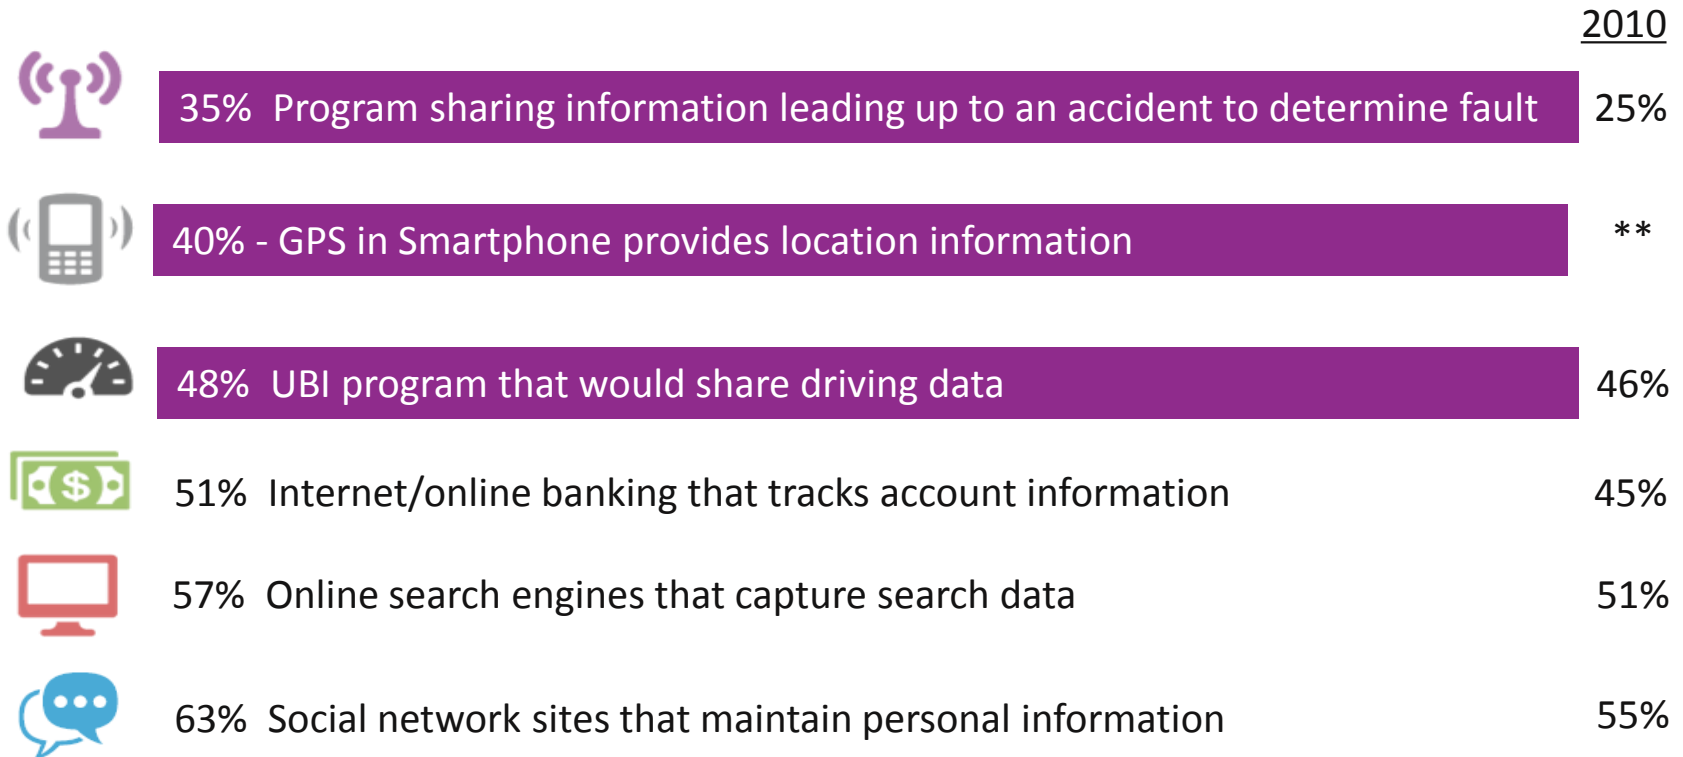 2010
35% Program sharing information leading up to an accident to determine fault 25%
40% - GPS in Smartphone provides location information **
48% UBI program that would share driving data 46%
51% Internet/online banking that tracks account information 45%
57% Online search engines that capture search data 51%
63% Social network sites that maintain personal information 55%